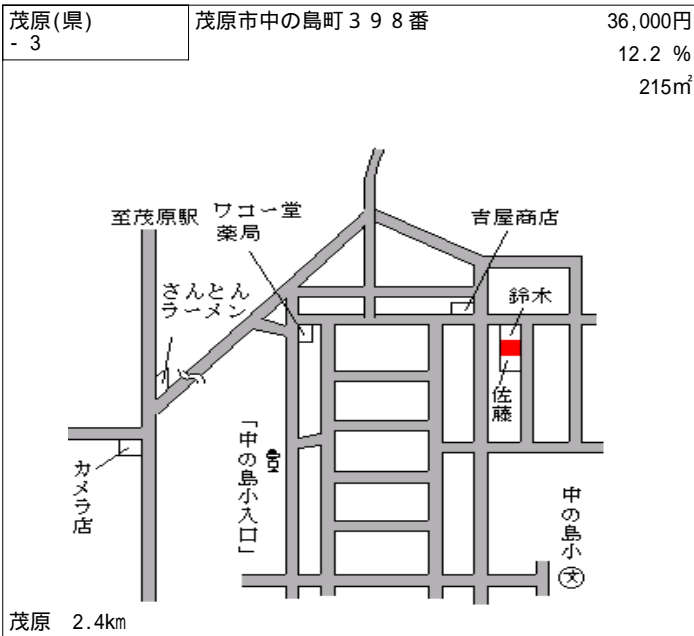 茂原(県)
- 3
茂原市中の島町３９８番
36,000円
12.2 %
215㎡
至茂原駅
ワコー堂
薬局
吉屋商店
さんとん
ラーメン
鈴木
佐藤
カメラ店
「中の島小入口」
中の島小
文
茂原 2.4km